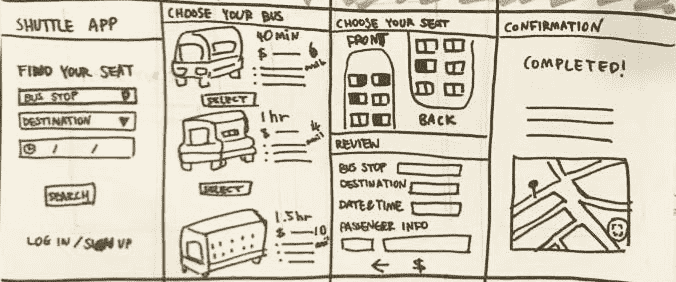 SHUTTLE APP
FIND YOUR SEAT
BUS STOP
DESTINATION
/ /
SEARCH
LOG IN / SIGN UP
CHOOSE YOUR BUS
40 min
$ 6
avail.
SELECT
1 hr
$
avail
SELECT
1.5 hr
$ 10
avail
CHOOSE YOUR SEAT
FRONT
BACK
REVIEW
BUS STOP
DESTINATION
DATE & TIME
PASSENGER INFO
← $
CONFIRMATION
COMPLETED!